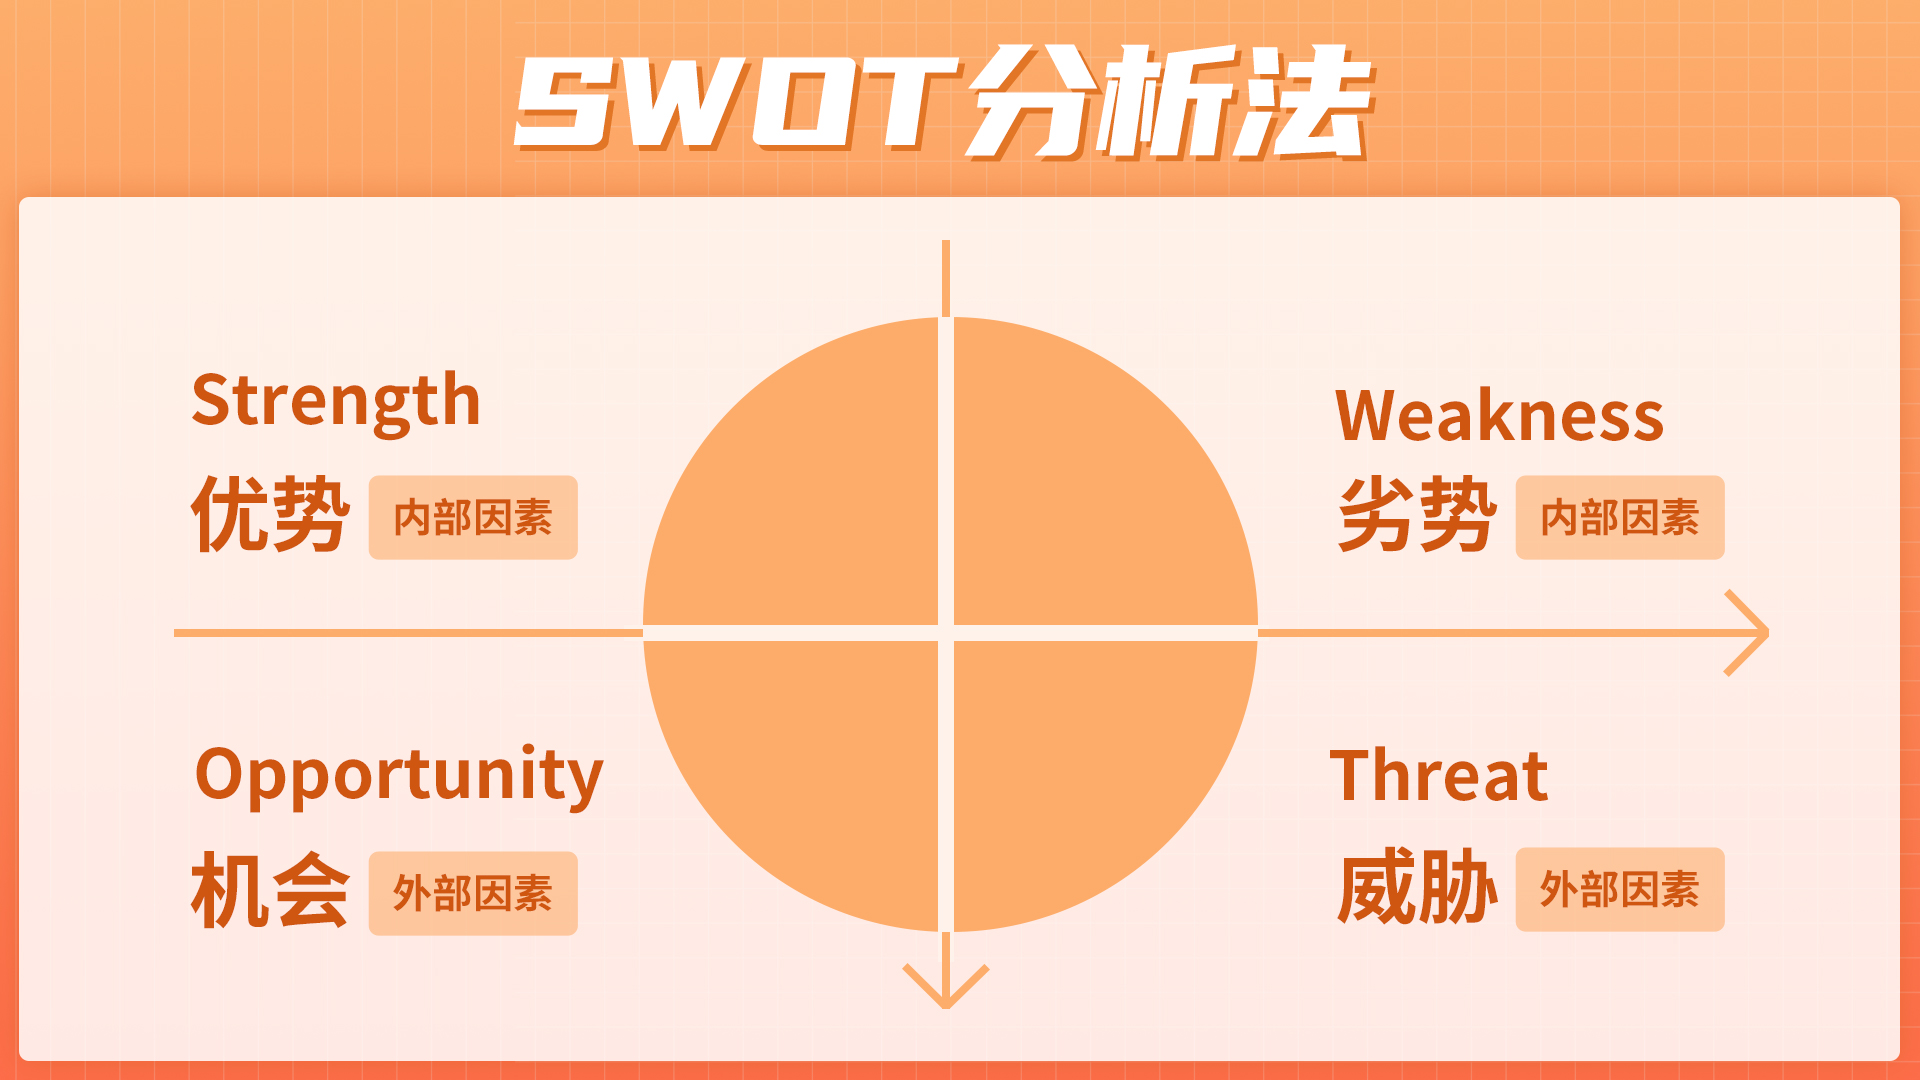 SWOT分析法
Strength
优势 内部因素
Weakness
劣势 内部因素
Opportunity
机会 外部因素
Threat
威胁 外部因素